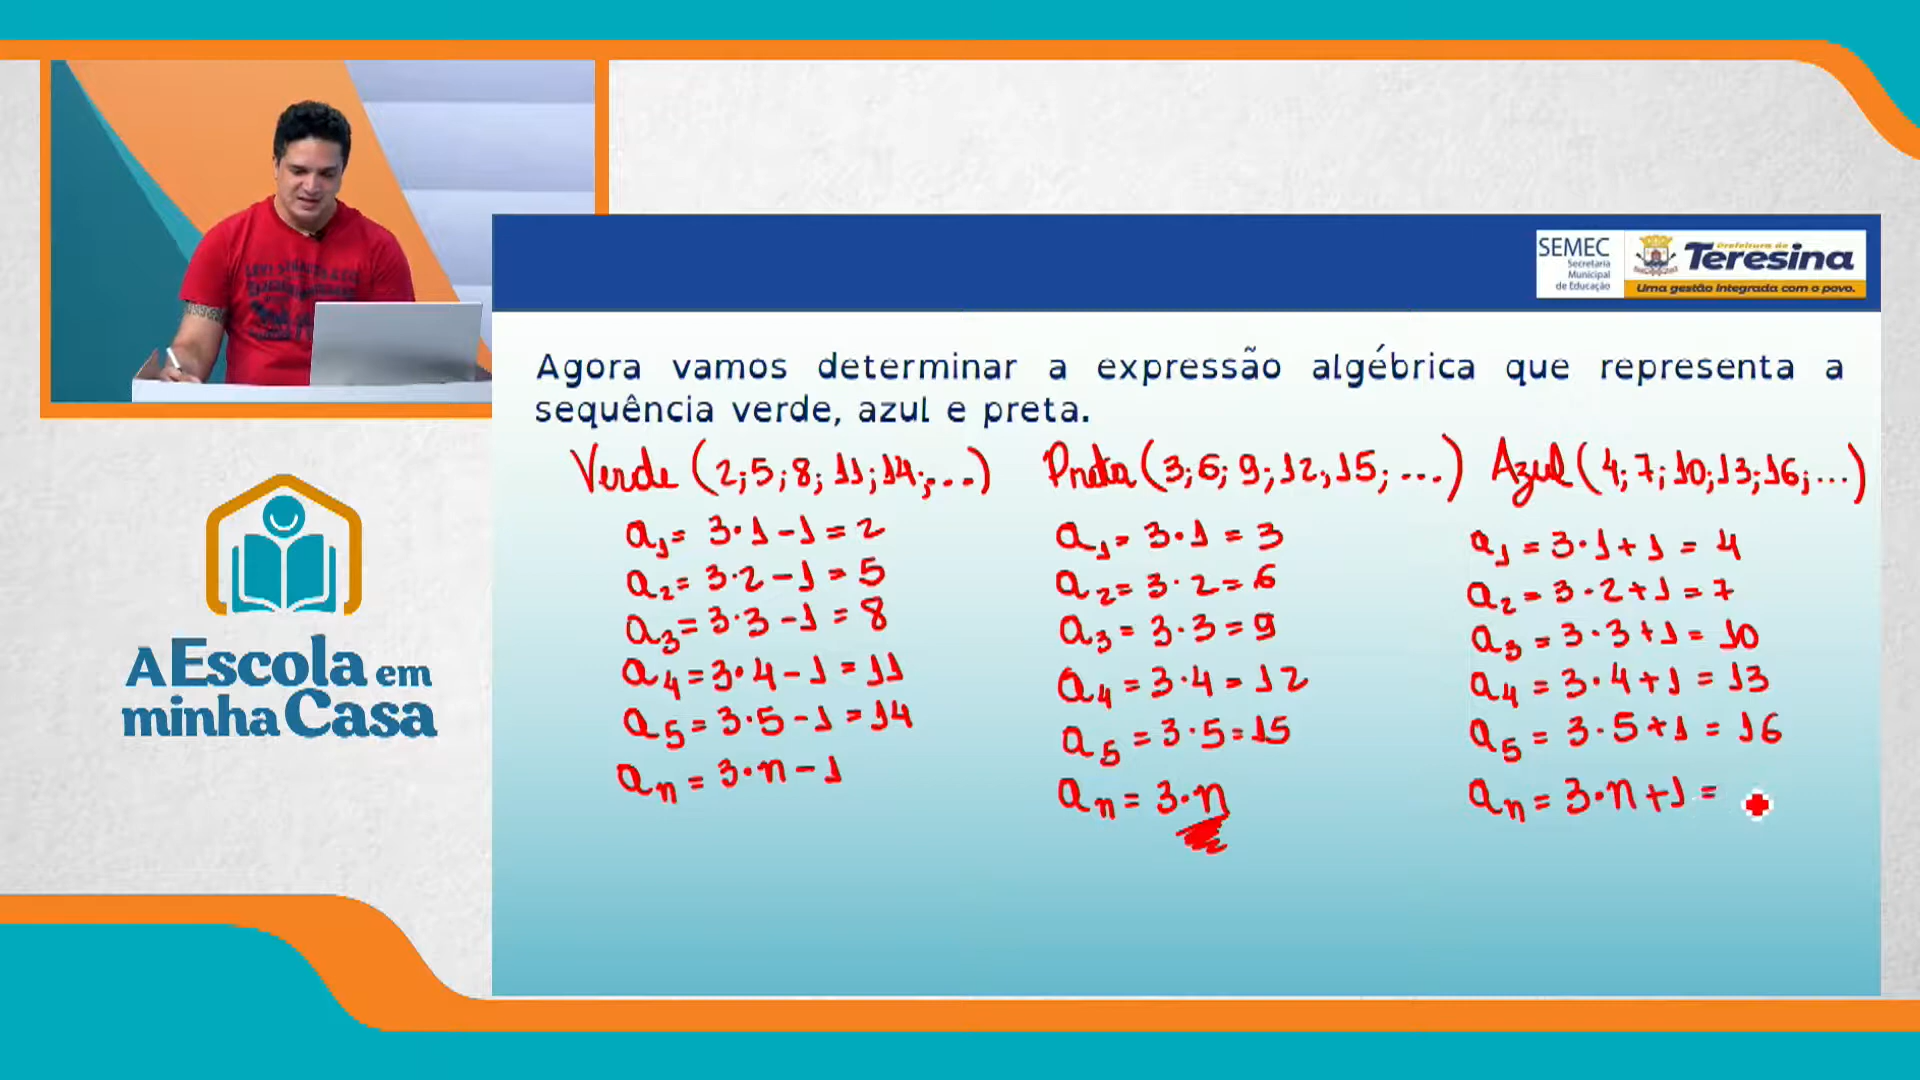 SEMEC
Secretaria
Municipal
de Educação
Prefeitura de
Teresina
Uma gestão integrada com o povo.
Agora vamos determinar a expressão algébrica que representa a
sequência verde, azul e preta.
Verde (2; 5; 8; 11; 14; ...)
a₁ = 3·1 - 1 = 2
a₂ = 3·2 - 1 = 5
a₃ = 3·3 - 1 = 8
a₄ = 3·4 - 1 = 11
a₅ = 3·5 - 1 = 14
aₙ = 3·n - 1
Preta (3; 6; 9; 12; 15; ...)
a₁ = 3·1 = 3
a₂ = 3·2 = 6
a₃ = 3·3 = 9
a₄ = 3·4 = 12
a₅ = 3·5 = 15
aₙ = 3·n
Azul (4; 7; 10; 13; 16; ...)
a₁ = 3·1 + 1 = 4
a₂ = 3·2 + 1 = 7
a₃ = 3·3 + 1 = 10
a₄ = 3·4 + 1 = 13
a₅ = 3·5 + 1 = 16
aₙ = 3·n + 1 =
A Escola em
minha Casa